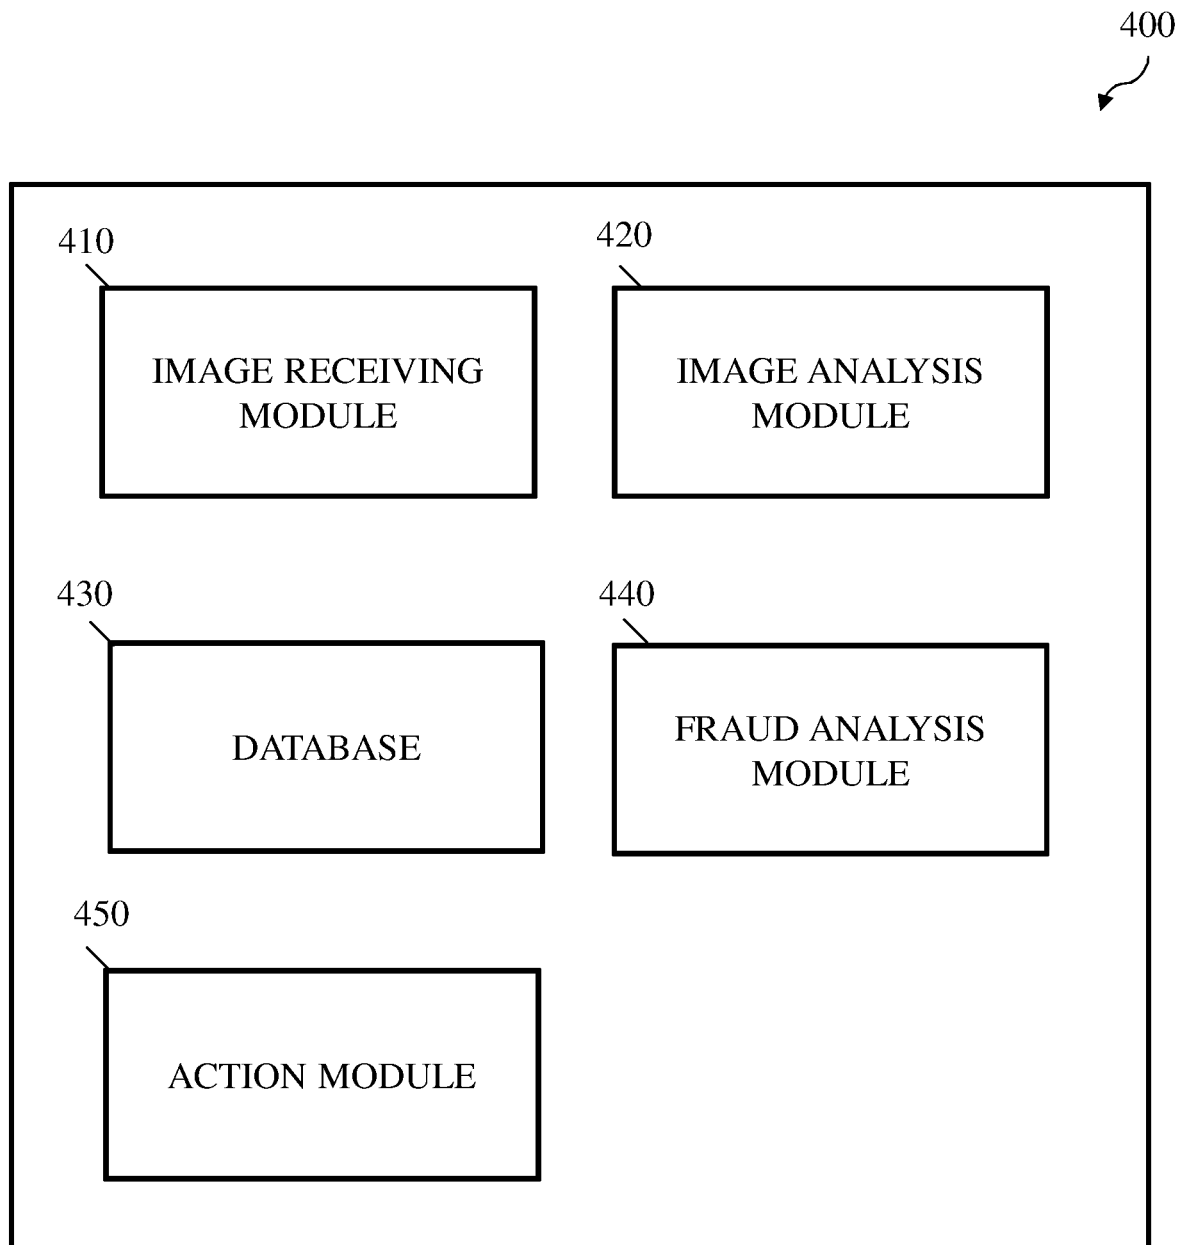 400
410
IMAGE RECEIVING
MODULE
420
IMAGE ANALYSIS
MODULE
430
DATABASE
440
FRAUD ANALYSIS
MODULE
450
ACTION MODULE